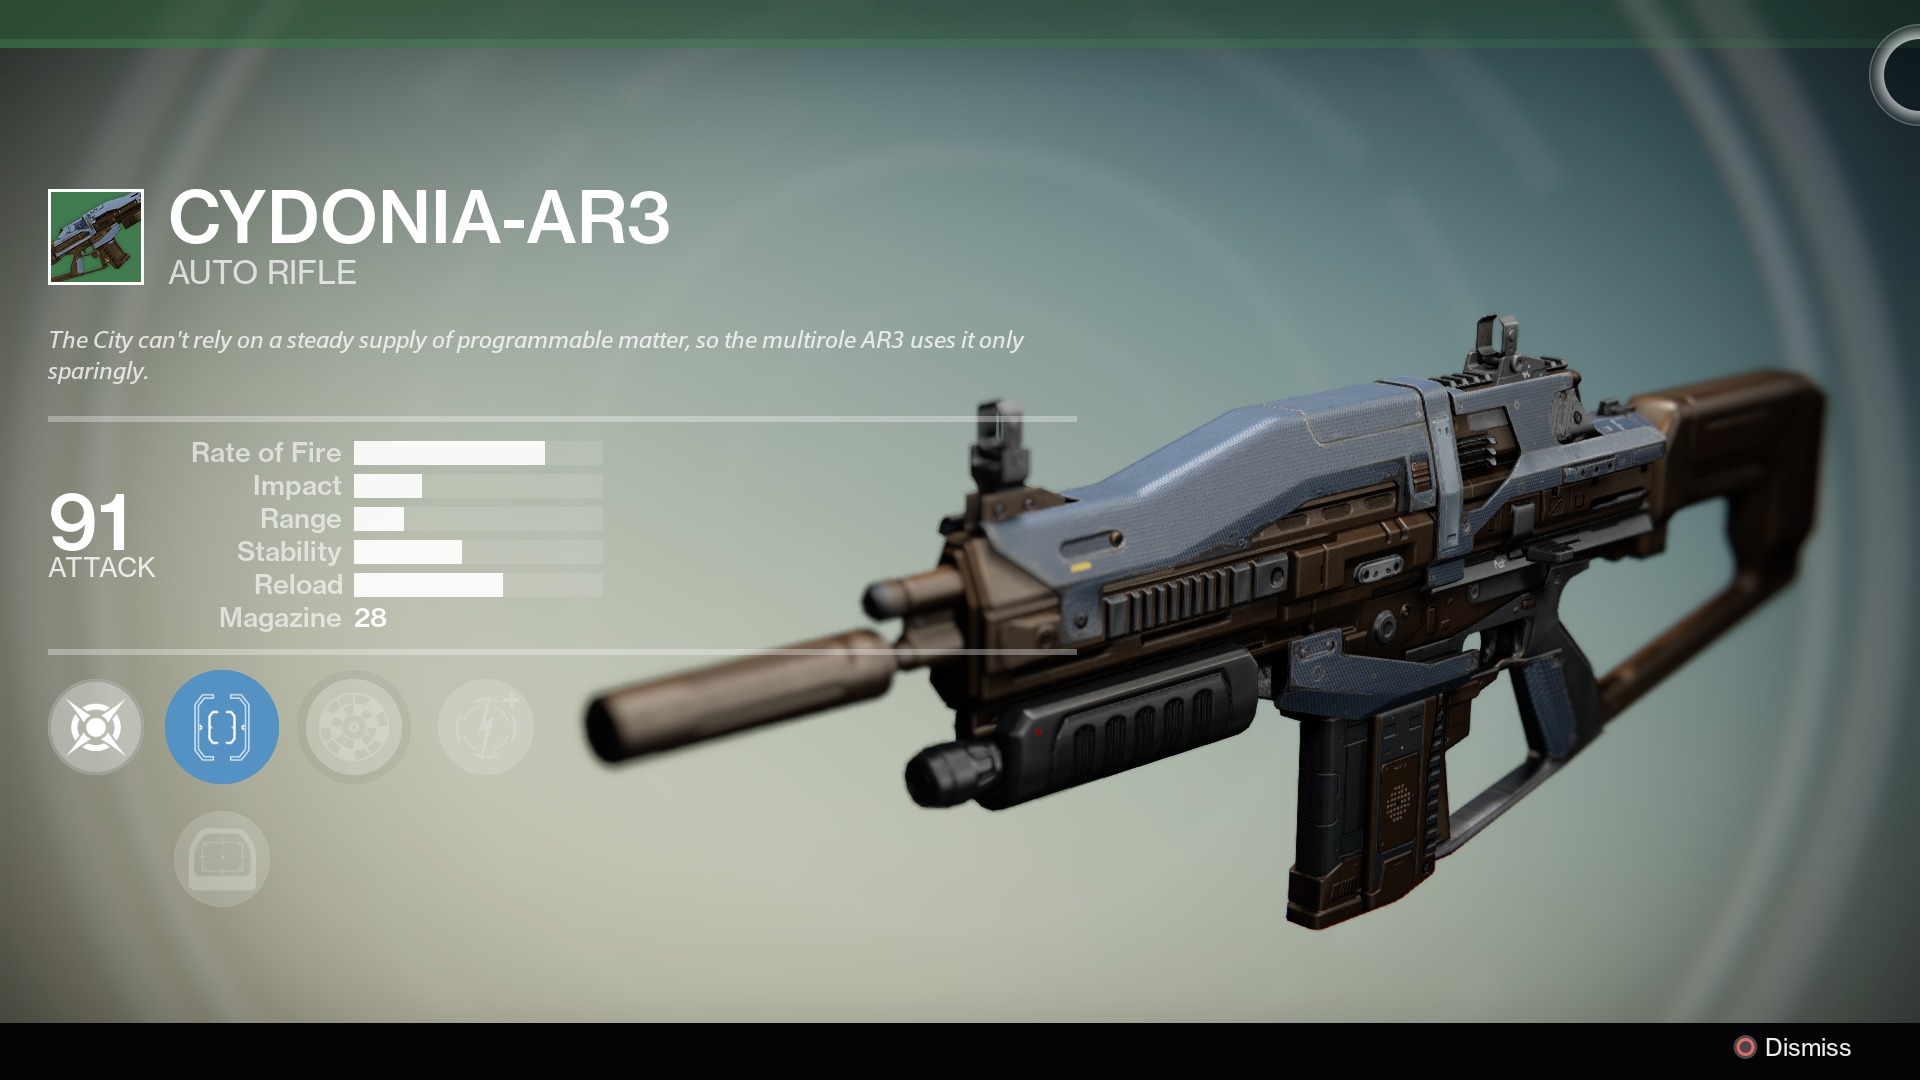 CYDONIA-AR3
AUTO RIFLE
The City can't rely on a steady supply of programmable matter, so the multirole AR3 uses it only
sparingly.
91
ATTACK
Rate of Fire
Impact
Range
Stability
Reload
Magazine 28
Dismiss